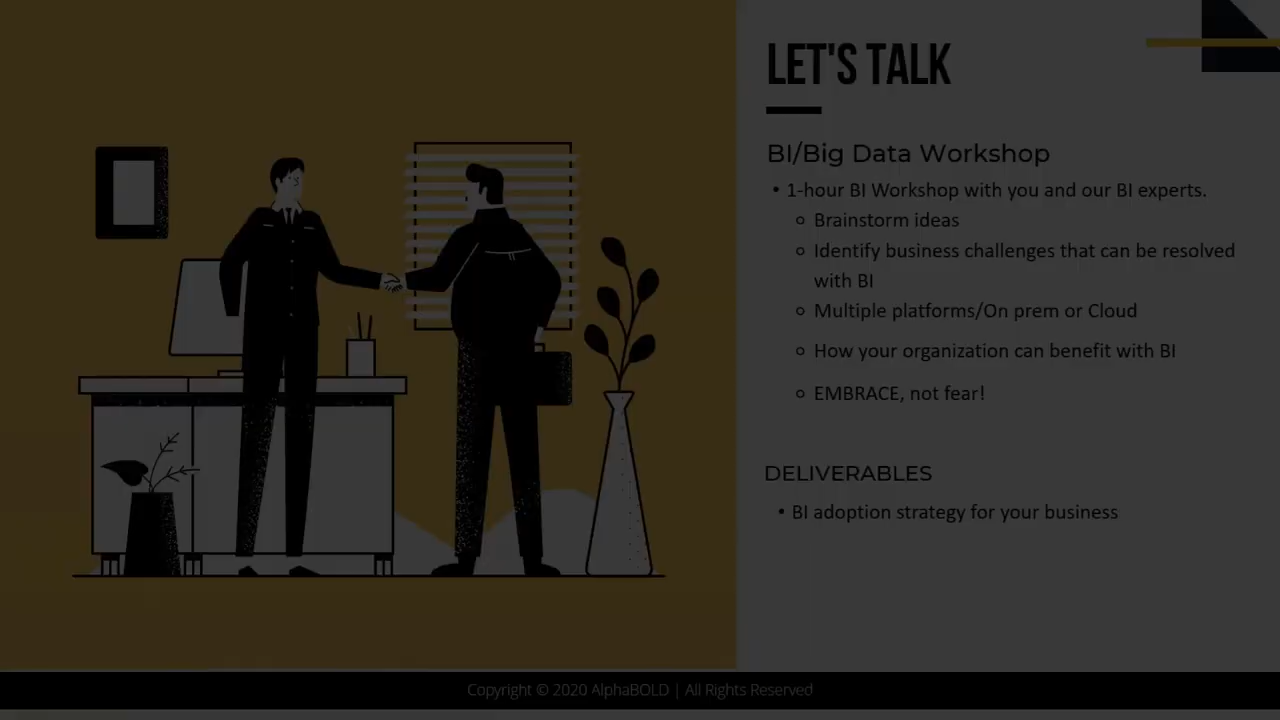 LET'S TALK
BI/Big Data Workshop
• 1-hour BI Workshop with you and our BI experts.
○ Brainstorm ideas
○ Identify business challenges that can be resolved
with BI
○ Multiple platforms/On prem or Cloud
○ How your organization can benefit with BI
○ EMBRACE, not fear!
DELIVERABLES
• BI adoption strategy for your business
Copyright © 2020 AlphaBOLD | All Rights Reserved